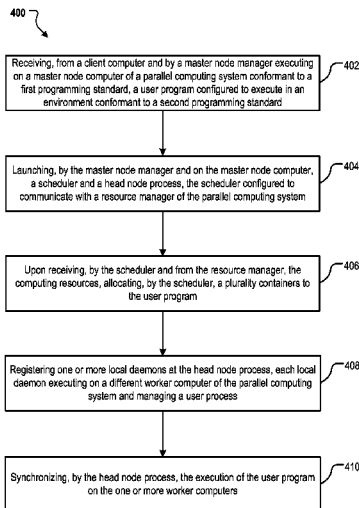 400
Receiving, from a client computer and by a master node manager executing
on a master node computer of a parallel computing system conformant to a
first programming standard, a user program configured to execute in an
environment conformant to a second programming standard
402
Launching, by the master node manager and on the master node computer,
a scheduler and a head node process, the scheduler configured to
communicate with a resource manager of the parallel computing system
404
Upon receiving, by the scheduler and from the resource manager, the
computing resources, allocating, by the scheduler, a plurality containers to
the user program
406
Registering one or more local daemons at the head node process, each local
daemon executing on a different worker computer of the parallel computing
system and managing a user process
408
Synchronizing, by the head node process, the execution of the user program
on the one or more worker computers
410